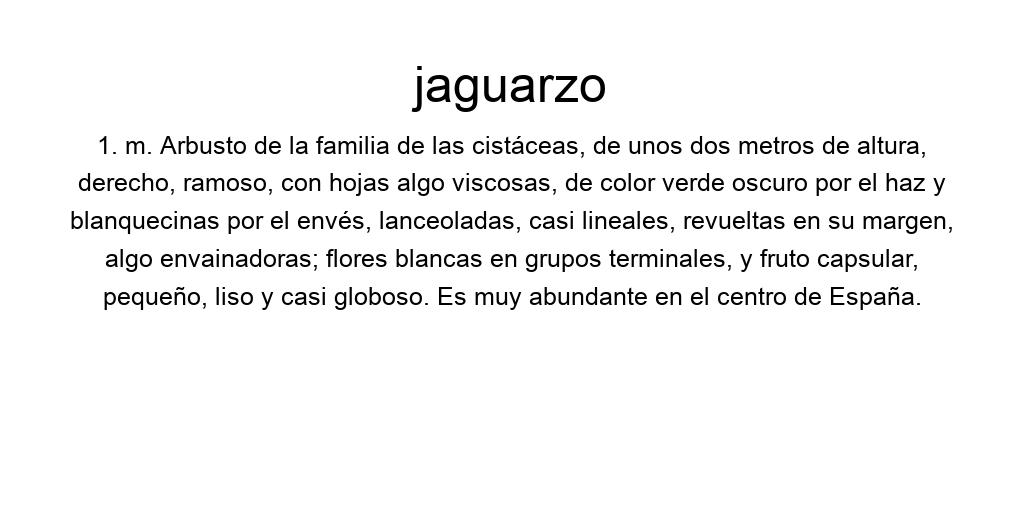 jaguarzo
1. m. Arbusto de la familia de las cistáceas, de unos dos metros de altura,
derecho, ramoso, con hojas algo viscosas, de color verde oscuro por el haz y
blanquecinas por el envés, lanceoladas, casi lineales, revueltas en su margen,
algo envainadoras; flores blancas en grupos terminales, y fruto capsular,
pequeño, liso y casi globoso. Es muy abundante en el centro de España.